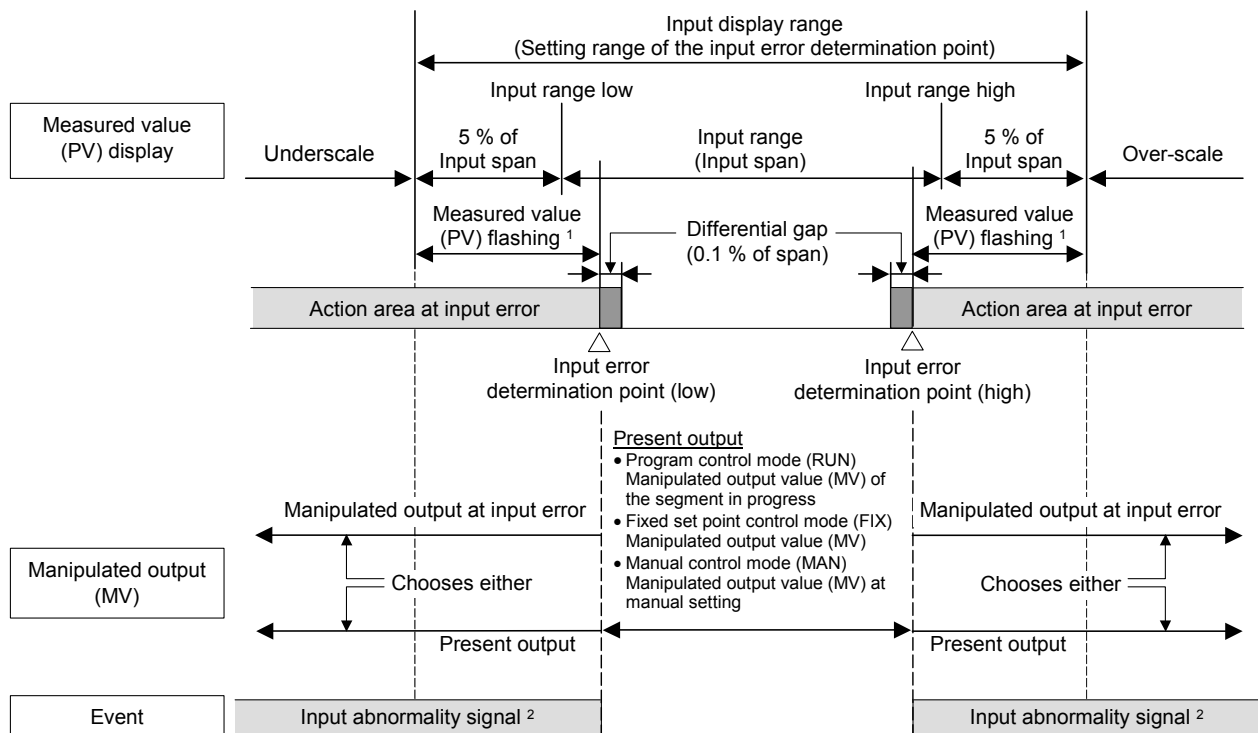 Input display range
(Setting range of the input error determination point)
Input range low
Input range high
Measured value
(PV) display
Underscale
5 % of
Input span
Input range
(Input span)
5 % of
Input span
Over-scale
Measured value
(PV) flashing 1
Differential gap
(0.1 % of span)
Measured value
(PV) flashing 1
Action area at input error
Action area at input error
Input error
determination point (low)
Input error
determination point (high)
Present output
• Program control mode (RUN)
Manipulated output value (MV) of
the segment in progress
• Fixed set point control mode (FIX)
Manipulated output value
(MV)
• Manual control mode (MAN)
Manipulated output value (MV) at
manual setting
Manipulated output at input error
Manipulated output at input error
Manipulated output
(MV)
Chooses either
Chooses either
Present output
Present output
Event
Input abnormality signal 2
Input abnormality signal 2